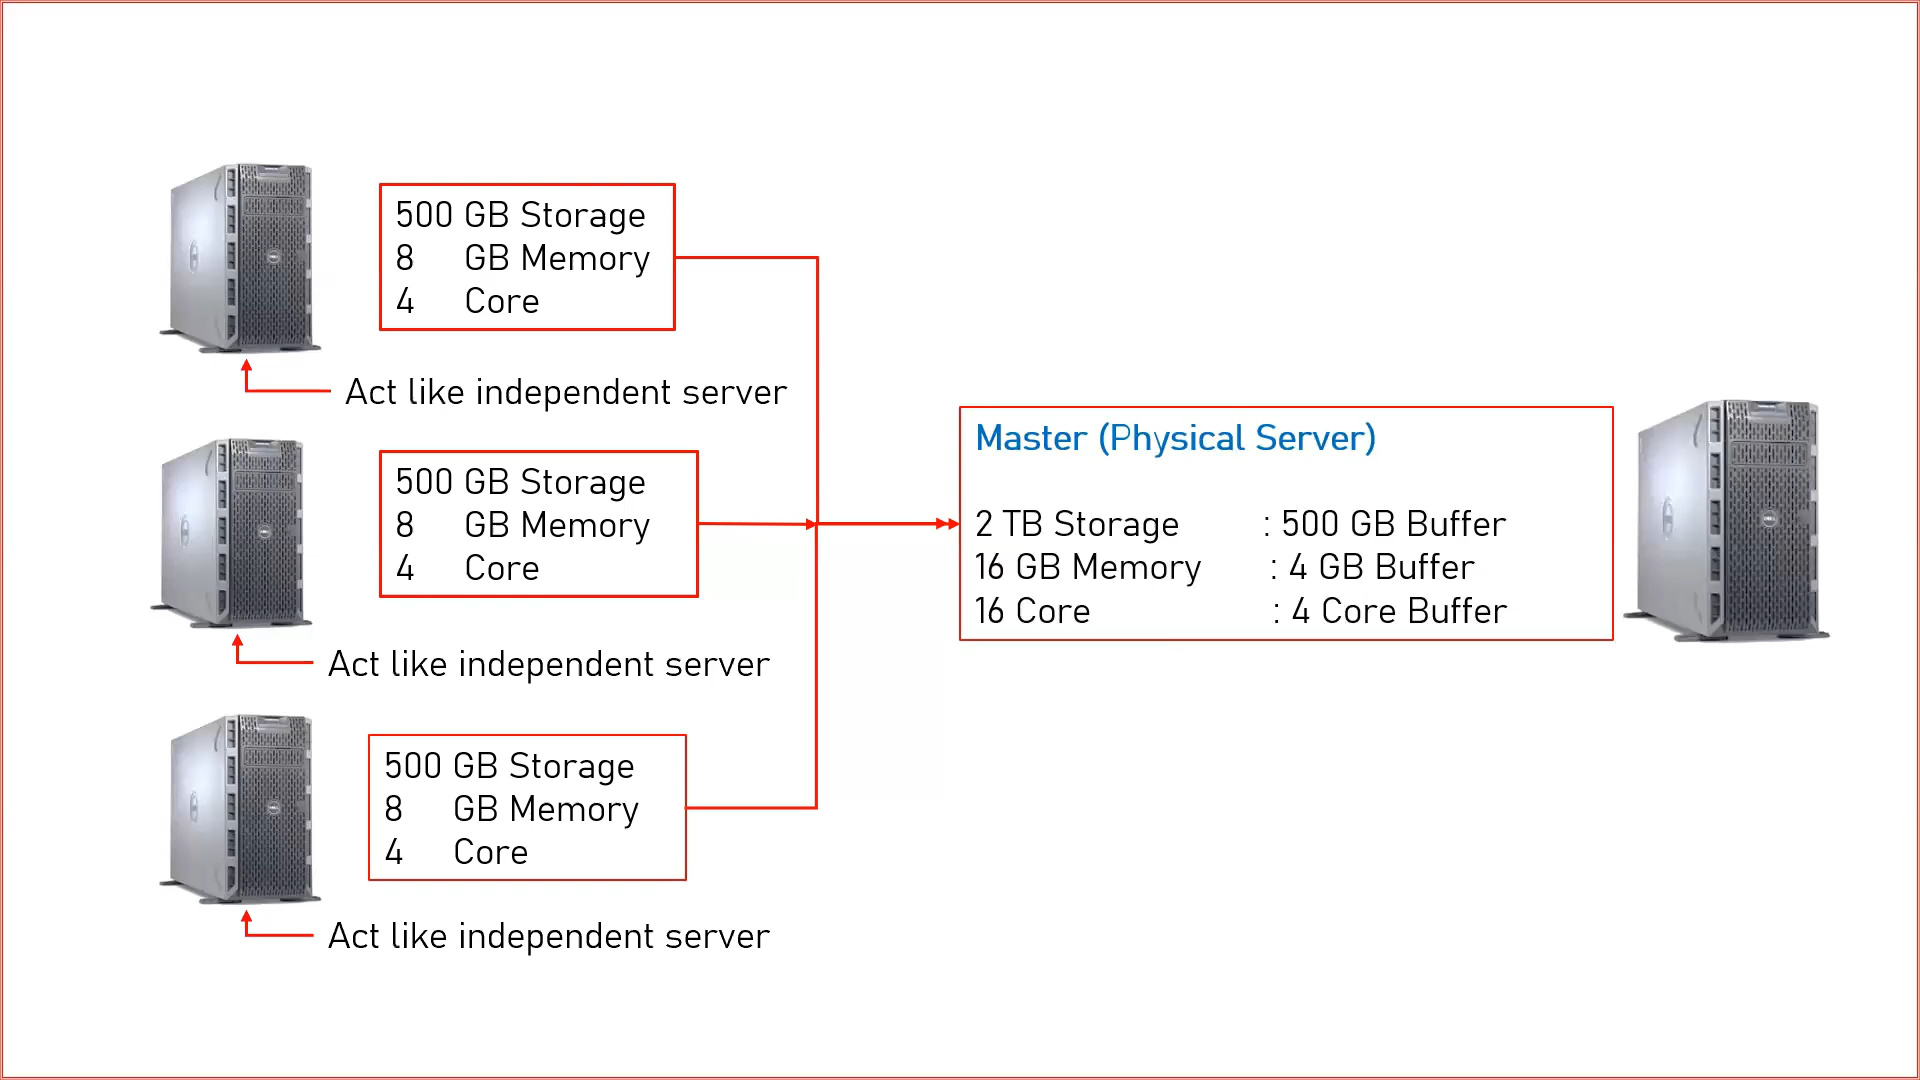 500 GB Storage
8 GB Memory
4 Core
Act like independent server
500 GB Storage
8 GB Memory
4 Core
Act like independent server
500 GB Storage
8 GB Memory
4 Core
Act like independent server
Master (Physical Server)
2 TB Storage : 500 GB Buffer
16 GB Memory : 4 GB Buffer
16 Core : 4 Core Buffer